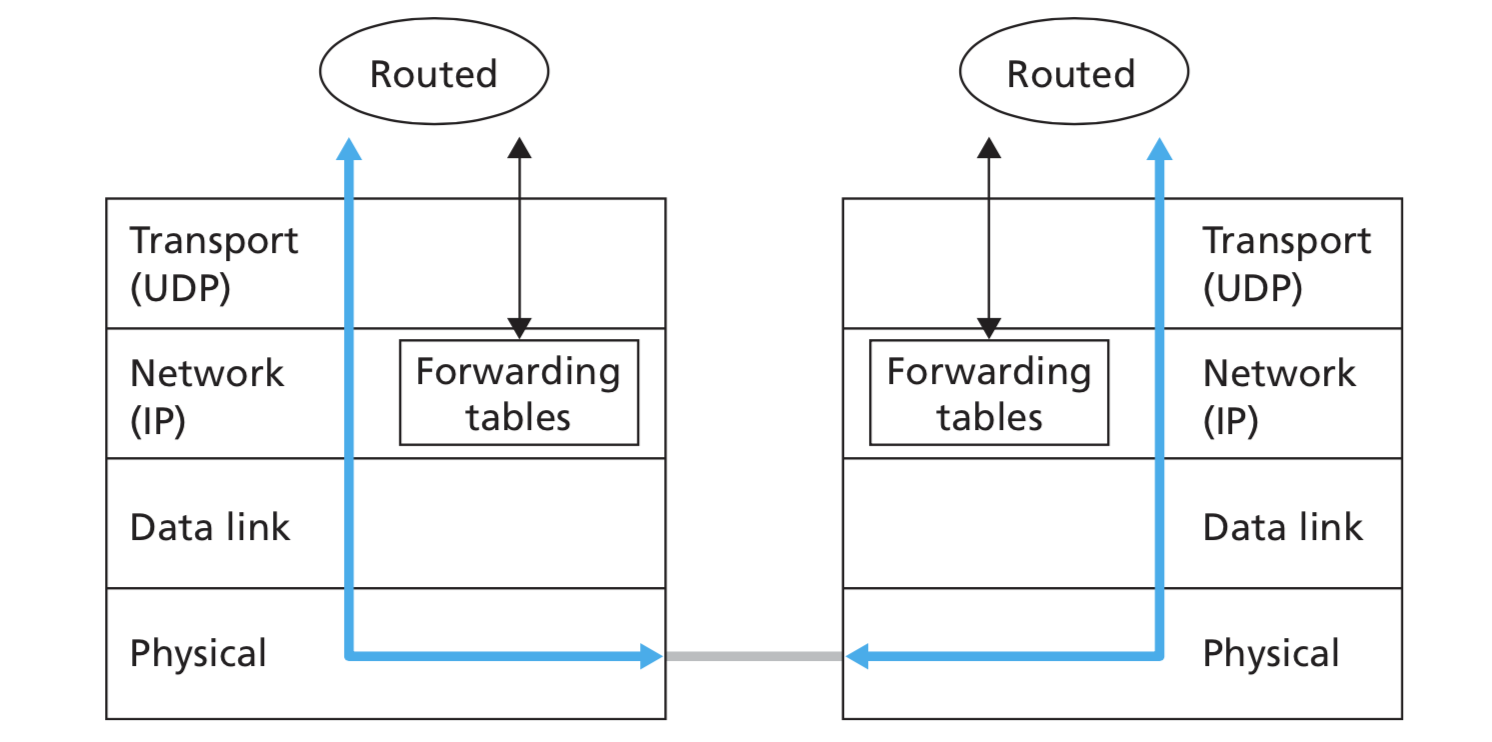 Routed
Routed
Transport
(UDP)
Network
(IP)
Forwarding
tables
Data link
Physical
Forwarding
tables
Transport
(UDP)
Network
(IP)
Data link
Physical